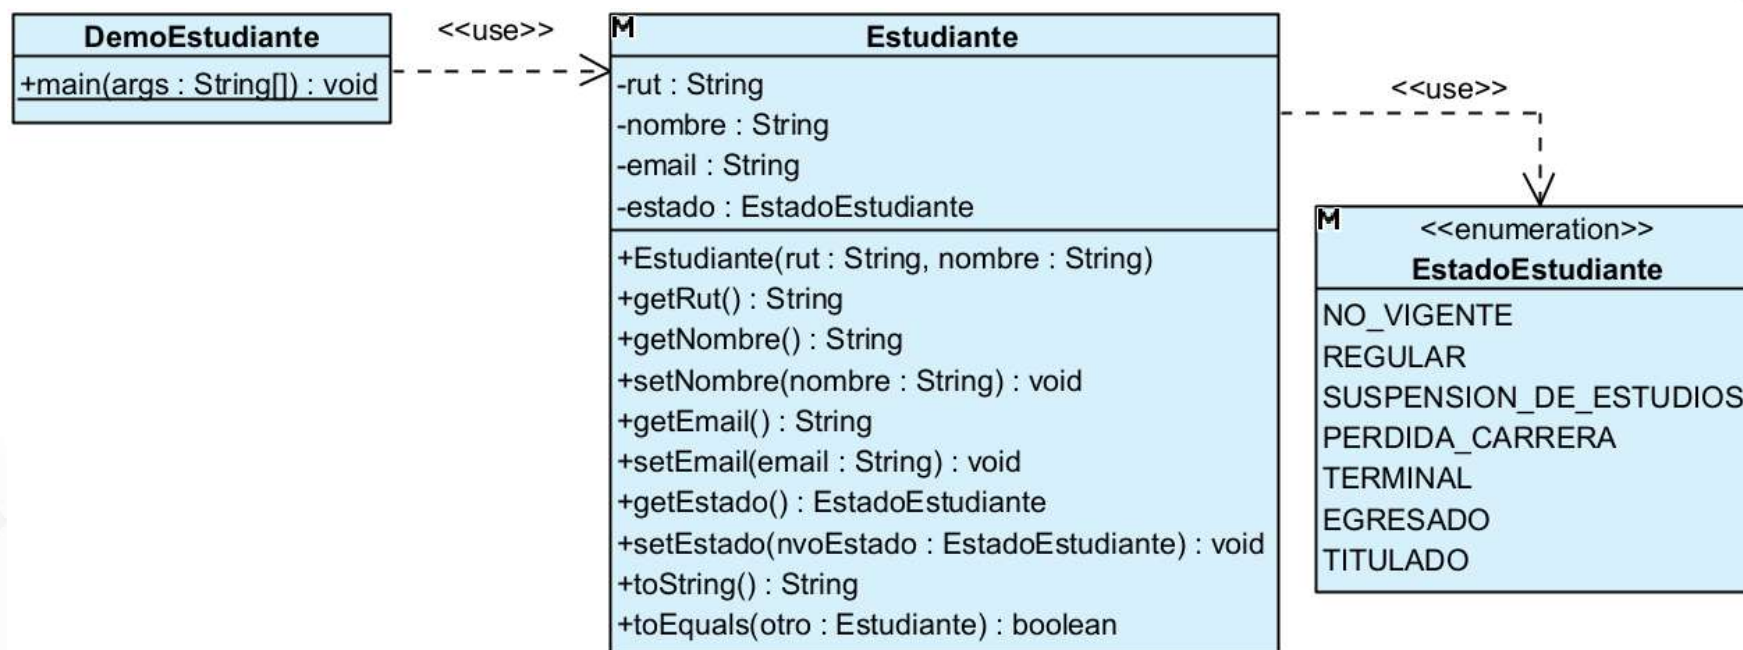 DemoEstudiante
+main(args : String[]) : void
<<use>>
M
Estudiante
-rut : String
-nombre : String
-email : String
-estado : EstadoEstudiante
+Estudiante(rut : String, nombre : String)
+getRut() : String
+getNombre() : String
+setNombre(nombre : String) : void
+getEmail() : String
+setEmail(email : String) : void
+getEstado() : EstadoEstudiante
+setEstado(nvoEstado : EstadoEstudiante) : void
+toString() : String
+toEquals(otro : Estudiante) : boolean
<<use>>
M
<<enumeration>>
EstadoEstudiante
NO_VIGENTE
REGULAR
SUSPENSION_DE_ESTUDIOS
PERDIDA_CARRERA
TERMINAL
EGRESADO
TITULADO